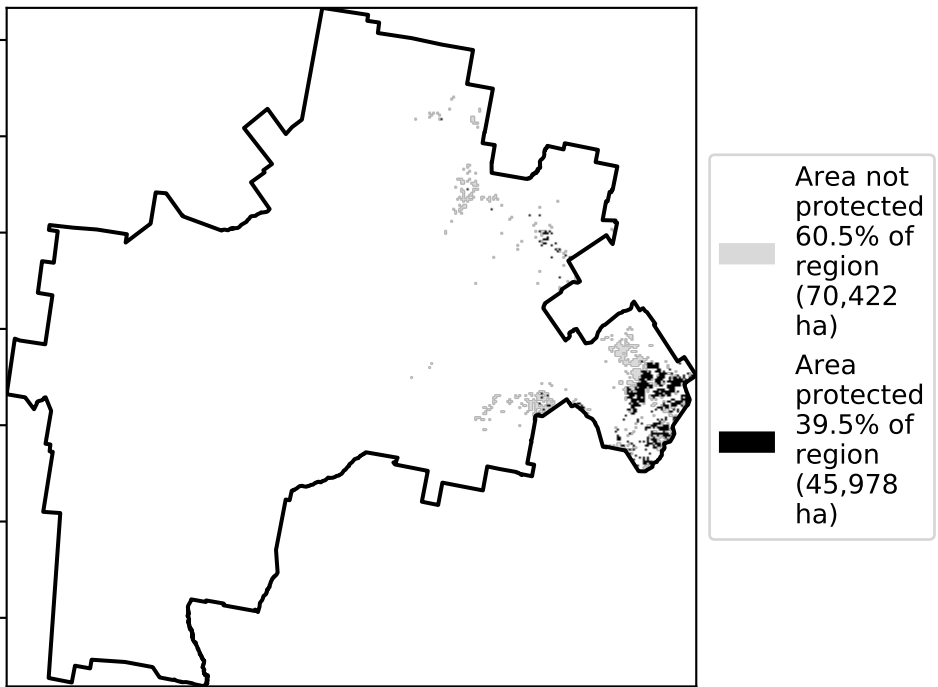 Area not
protected
60.5% of
region
(70,422
ha)
Area
protected
39.5% of
region
(45,978
ha)